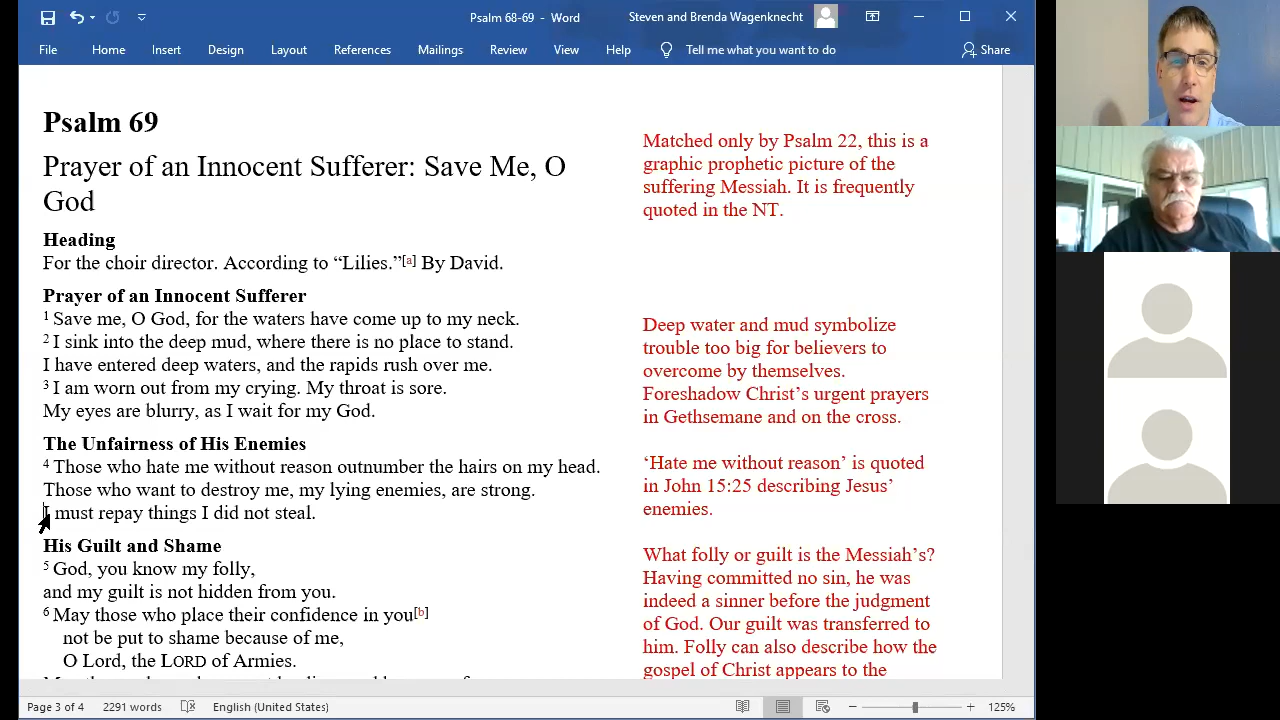 Psalm 68-69 - Word
Steven and Brenda Wagenknecht
File Home Insert Design Layout References Mailings Review View Help Tell me what you want to do Share
Psalm 69
Prayer of an Innocent Sufferer: Save Me, O
God
Heading
For the choir director. According to “Lilies.”[a] By David.
Prayer of an Innocent Sufferer
1 Save me, O God, for the waters have come up to my neck.
2 I sink into the deep mud, where there is no place to stand.
I have entered deep waters, and the rapids rush over me.
3 I am worn out from my crying. My throat is sore.
My eyes are blurry, as I wait for my God.
The Unfairness of His Enemies
4 Those who hate me without reason outnumber the hairs on my head.
Those who want to destroy me, my lying enemies, are strong.
I must repay things I did not steal.
His Guilt and Shame
5 God, you know my folly,
and my guilt is not hidden from you.
6 May those who place their confidence in you[b]
not be put to shame because of me,
O Lord, the LORD of Armies.
Matched only by Psalm 22, this is a
graphic prophetic picture of the
suffering Messiah. It is frequently
quoted in the NT.
Deep water and mud symbolize
trouble too big for believers to
overcome by themselves.
Foreshadow Christ’s urgent prayers
in Gethsemane and on the cross.
‘Hate me without reason’ is quoted
in John 15:25 describing Jesus’
enemies.
What folly or guilt is the Messiah’s?
Having committed no sin, he was
indeed a sinner before the judgment
of God. Our guilt was transferred to
him. Folly can also describe how the
gospel of Christ appears to the
Page 3 of 4 2291 words English (United States) 125%